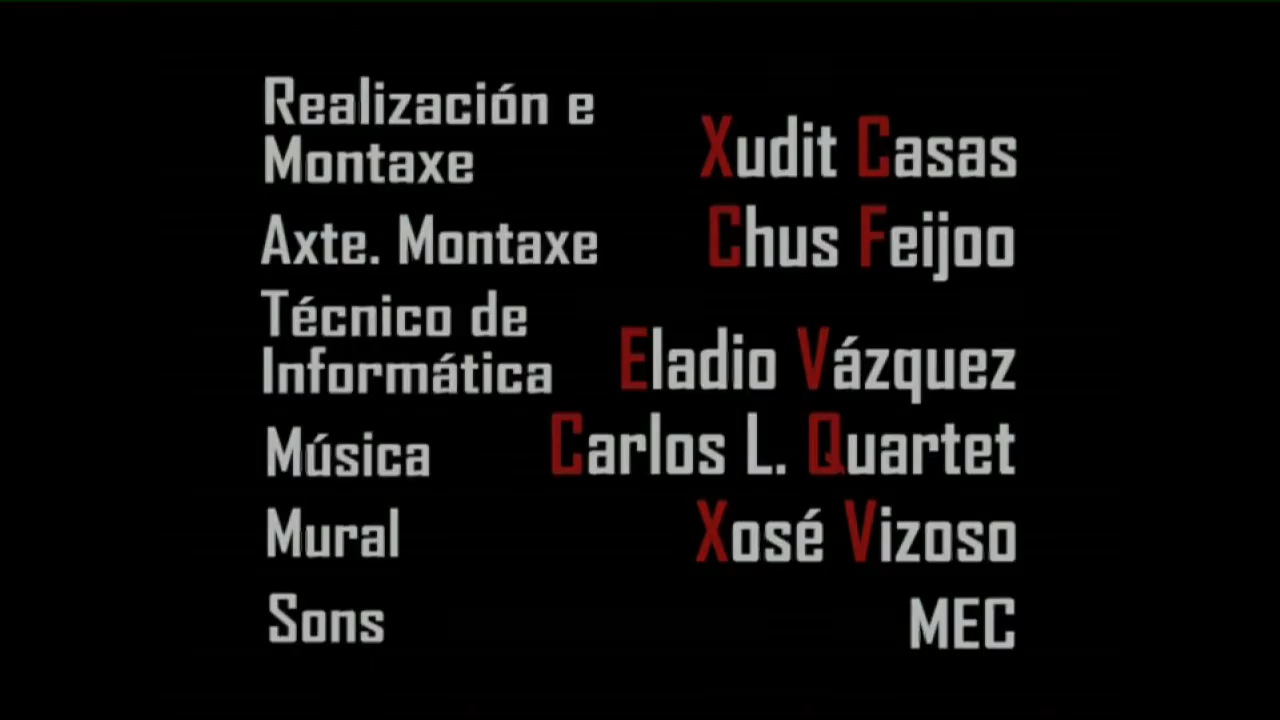 Realización e
Montaxe
Xudit Casas
Axte. Montaxe
Chus Feijoo
Técnico de
Informática
Eladio Vázquez
Música
Carlos L. Quartet
Mural
Xosé Vizoso
Sons
MEC